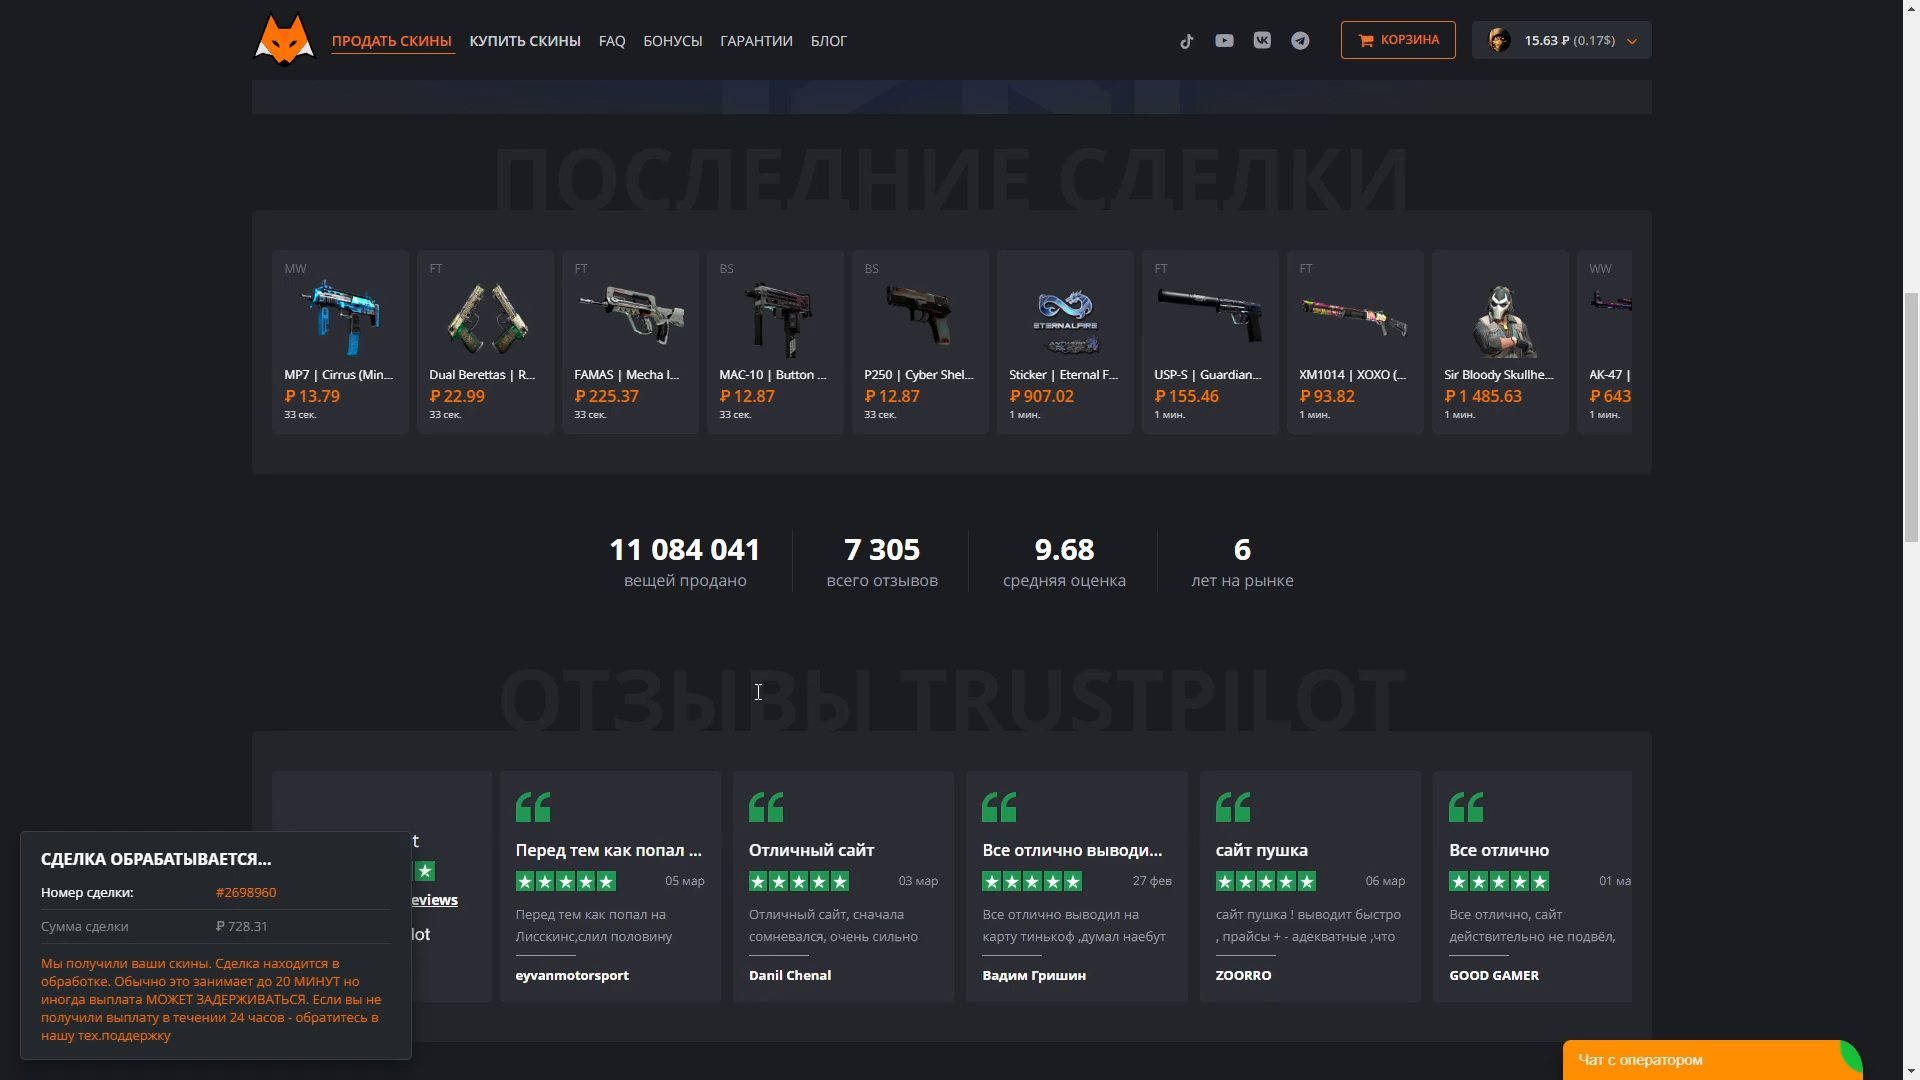 ПРОДАТЬ СКИНЫ
КУПИТЬ СКИНЫ
FAQ
БОНУСЫ
ГАРАНТИИ
БЛОГ
КОРЗИНА
15.63 ₽ (0.17$)
ПОСЛЕДНИЕ СДЕЛКИ
MW
MP7 | Cirrus (Min...
₽ 13.79
33 сек.
FT
Dual Berettas | R...
₽ 22.99
33 сек.
FT
FAMAS | Mecha I...
₽ 225.37
33 сек.
BS
MAC-10 | Button ...
₽ 12.87
33 сек.
BS
P250 | Cyber Shel...
₽ 12.87
33 сек.
ETERNALFIRE
Sticker | Eternal F...
₽ 907.02
1 мин.
FT
USP-S | Guardian...
₽ 155.46
1 мин.
FT
XM1014 | XOXO (...
₽ 93.82
1 мин.
Sir Bloody Skullhe...
₽ 1 485.63
1 мин.
WW
AK-47 |
₽ 643
1 мин.
11 084 041
вещей продано
7 305
всего отзывов
9.68
средняя оценка
6
лет на рынке
ОТЗЫВЫ TRUSTPILOT
t
eviews
lot
Перед тем как попал ...
05 мар
Перед тем как попал на
Лисскинс,слил половину
eyvanmotorsport
Отличный сайт
03 мар
Отличный сайт, сначала
сомневался, очень сильно
Danil Chenal
Все отлично выводи...
27 фев
Все отлично выводил на
карту тинькоф ,думал наебут
Вадим Гришин
сайт пушка
06 мар
сайт пушка ! выводит быстро
, прайсы + - адекватные ,что
ZOORRO
Все отлично
01 ма
Все отлично, сайт
действительно не подвёл,
GOOD GAMER
СДЕЛКА ОБРАБАТЫВАЕТСЯ...
Номер сделки: #2698960
Сумма сделки ₽ 728.31
Мы получили ваши скины. Сделка находится в
обработке. Обычно это занимает до 20 МИНУТ но
иногда выплата МОЖЕТ ЗАДЕРЖИВАТЬСЯ. Если вы не
получили выплату в течении 24 часов - обратитесь в
нашу тех.поддержку
Чат с оператором